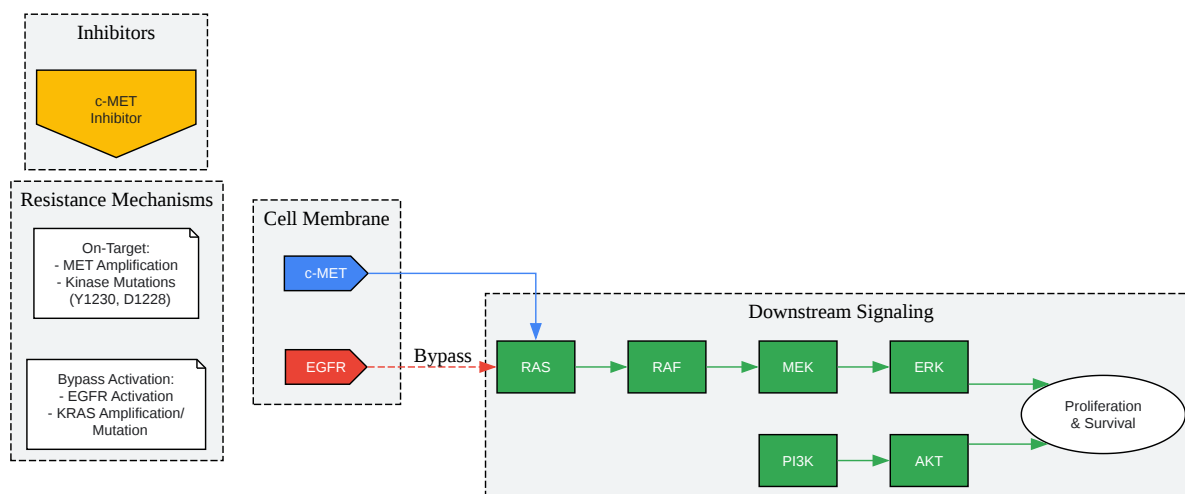 Inhibitors
c-MET
Inhibitor
Resistance Mechanisms
On-Target:
- MET Amplification
- Kinase Mutations
(Y1230, D1228)
Bypass Activation:
- EGFR Activation
- KRAS Amplification/
Mutation
Cell Membrane
c-MET
EGFR
Bypass
Downstream Signaling
RAS
RAF
MEK
ERK
PI3K
AKT
Proliferation
& Survival